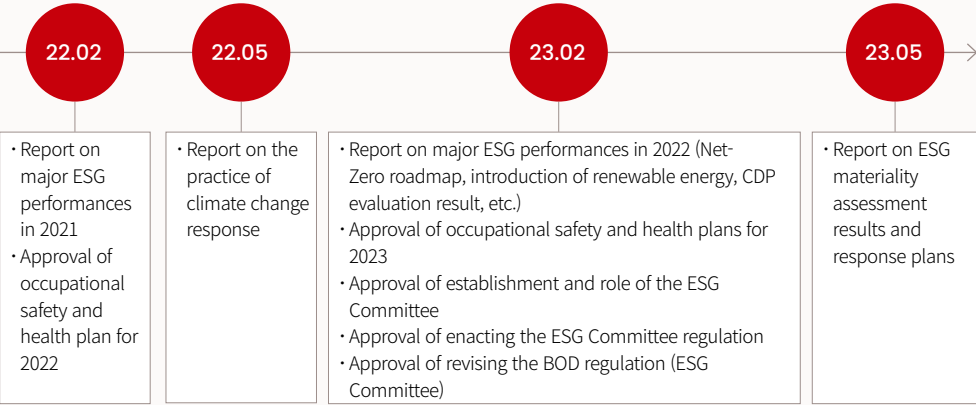 22.02
22.05
23.02
23.05
· Report on
major ESG
performances
in 2021
· Approval of
occupational
safety and
health plan for
2022
· Report on the
practice of
climate change
response
· Report on major ESG performances in 2022 (Net-
Zero roadmap, introduction of renewable energy, CDP
evaluation result, etc.)
· Approval of occupational safety and health plans for
2023
· Approval of establishment and role of the ESG
Committee
· Approval of enacting the ESG Committee regulation
· Approval of revising the BOD regulation (ESG
Committee)
· Report on ESG
materiality
assessment
results and
response plans